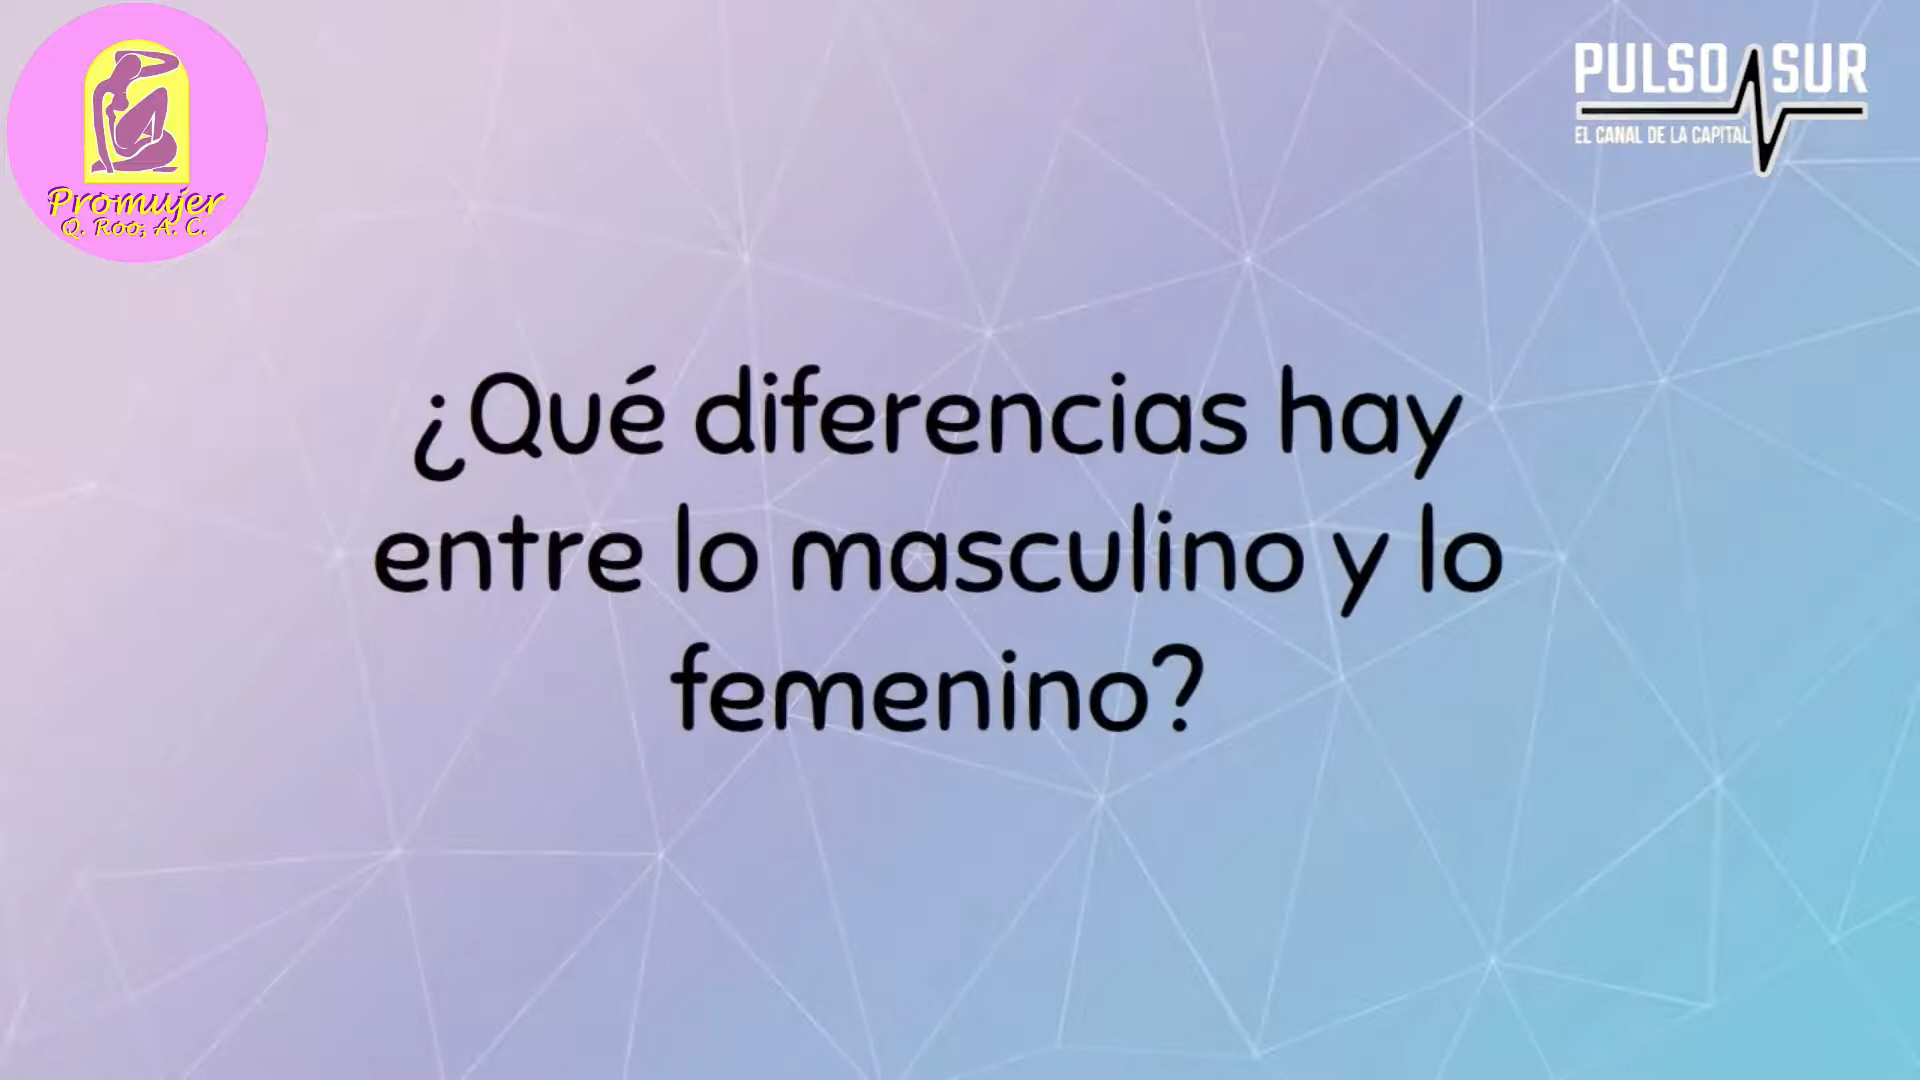 Promujer
Q. Roo; A. C.
PULSO SUR
EL CANAL DE LA CAPITAL
¿Qué diferencias hay
entre lo masculino y lo
femenino?